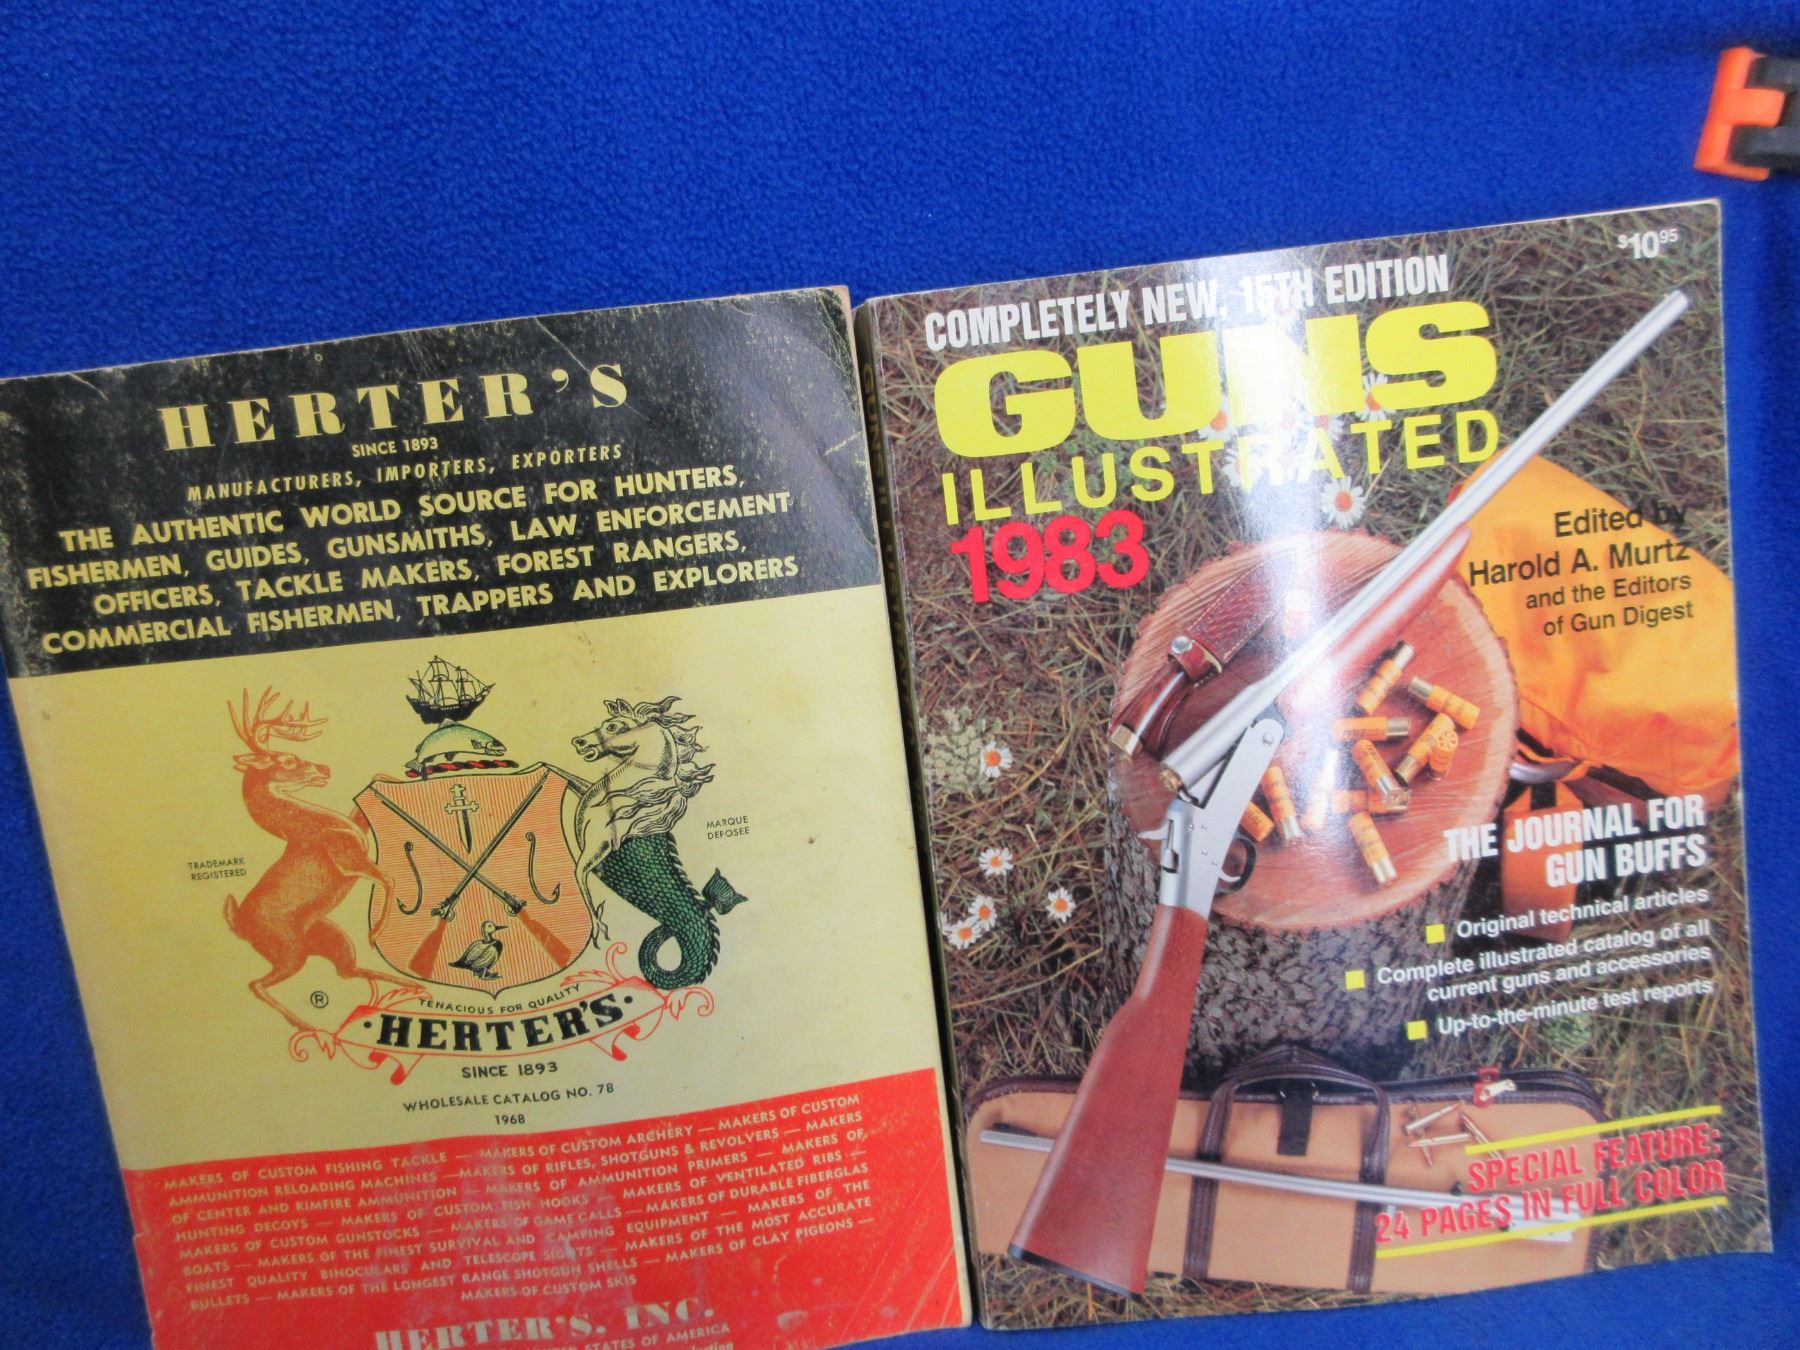 HERTER'S
SINCE 1893
MANUFACTURERS, IMPORTERS, EXPORTERS
THE AUTHENTIC WORLD SOURCE FOR HUNTERS,
FISHERMEN, GUIDES, GUNSMITHS, LAW ENFORCEMENT
OFFICERS, TACKLE MAKERS, FOREST RANGERS,
COMMERCIAL FISHERMEN, TRAPPERS AND EXPLORERS
TRADEMARK
REGISTERED
MARQUE
DEPOSEE
®
TENACIOUS FOR QUALITY
·HERTER'S·
SINCE 1893
WHOLESALE CATALOG NO. 78
1968
MAKERS OF CUSTOM FISHING TACKLE — MAKERS OF CUSTOM ARCHERY — MAKERS OF CUSTOM
AMMUNITION RELOADING MACHINES — MAKERS OF RIFLES, SHOTGUNS & REVOLVERS — MAKERS
OF CENTER AND RIMFIRE AMMUNITION — MAKERS OF AMMUNITION PRIMERS — MAKERS OF
HUNTING DECOYS — MAKERS OF CUSTOM FISH HOOKS — MAKERS OF VENTILATED RIBS —
MAKERS OF CUSTOM GUNSTOCKS — MAKERS OF GAME CALLS — MAKERS OF DURABLE FIBERGLAS
BOATS — MAKERS OF THE FINEST SURVIVAL AND CAMPING EQUIPMENT — MAKERS OF THE
FINEST QUALITY BINOCULARS AND TELESCOPE SIGHTS — MAKERS OF THE MOST ACCURATE
BULLETS — MAKERS OF THE LONGEST RANGE SHOTGUN SHELLS — MAKERS OF CLAY PIGEONS —
MAKERS OF CUSTOM SKIS
HERTER'S, INC.
UNITED STATES OF AMERICA
$10.95
COMPLETELY NEW, 15TH EDITION
GUNS
ILLUSTRATED
1983
Edited by
Harold A. Murtz
and the Editors
of Gun Digest
THE JOURNAL FOR
GUN BUFFS
Original technical articles
Complete illustrated catalog of all
current guns and accessories
Up-to-the-minute test reports
SPECIAL FEATURE:
24 PAGES IN FULL COLOR